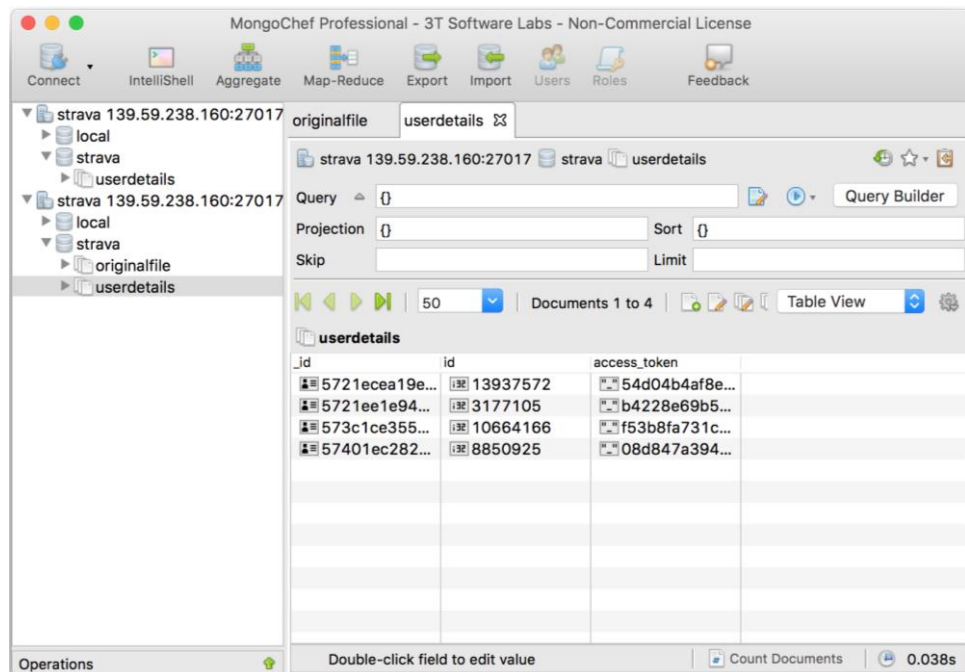 MongoChef Professional - 3T Software Labs - Non-Commercial License
Connect IntelliShell Aggregate Map-Reduce Export Import Users Roles Feedback
strava 139.59.238.160:27017
local
strava
userdetails
strava 139.59.238.160:27017
local
strava
originalfile
userdetails
Operations
originalfile userdetails
strava 139.59.238.160:27017 strava userdetails
Query {} Query Builder
Projection {} Sort {}
Skip Limit
50 Documents 1 to 4 Table View
userdetails
_id id access_token
5721ecea19e... i32 13937572 "_" 54d04b4af8e...
5721ee1e94... i32 3177105 "_" b4228e69b5...
573c1ce355... i32 10664166 "_" f53b8fa731c...
57401ec282... i32 8850925 "_" 08d847a394...
Double-click field to edit value Count Documents 0.038s